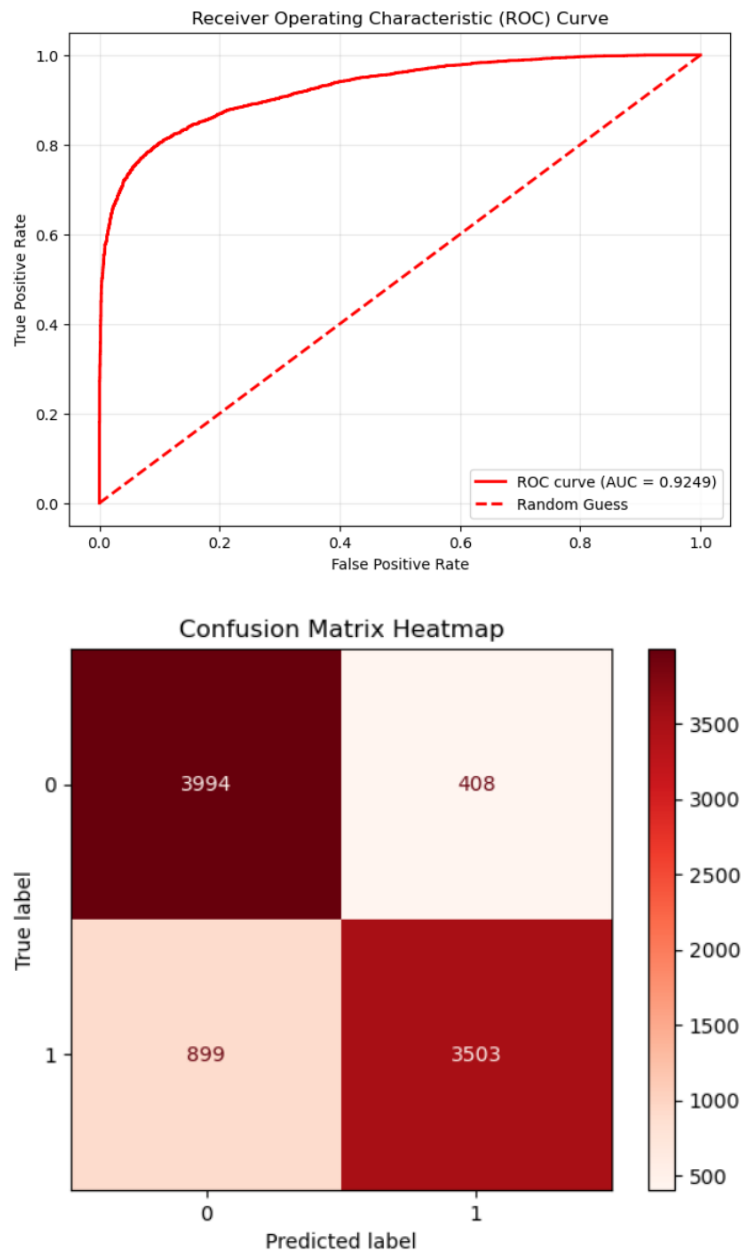 Receiver Operating Characteristic (ROC) Curve
1.0
0.8
0.6
0.4
0.2
0.0
True Positive Rate
ROC curve (AUC = 0.9249)
Random Guess
0.0 0.2 0.4 0.6 0.8 1.0
False Positive Rate
Confusion Matrix Heatmap
True label
0 3994 408
1 899 3503
0 1
Predicted label
3500
3000
2500
2000
1500
1000
500